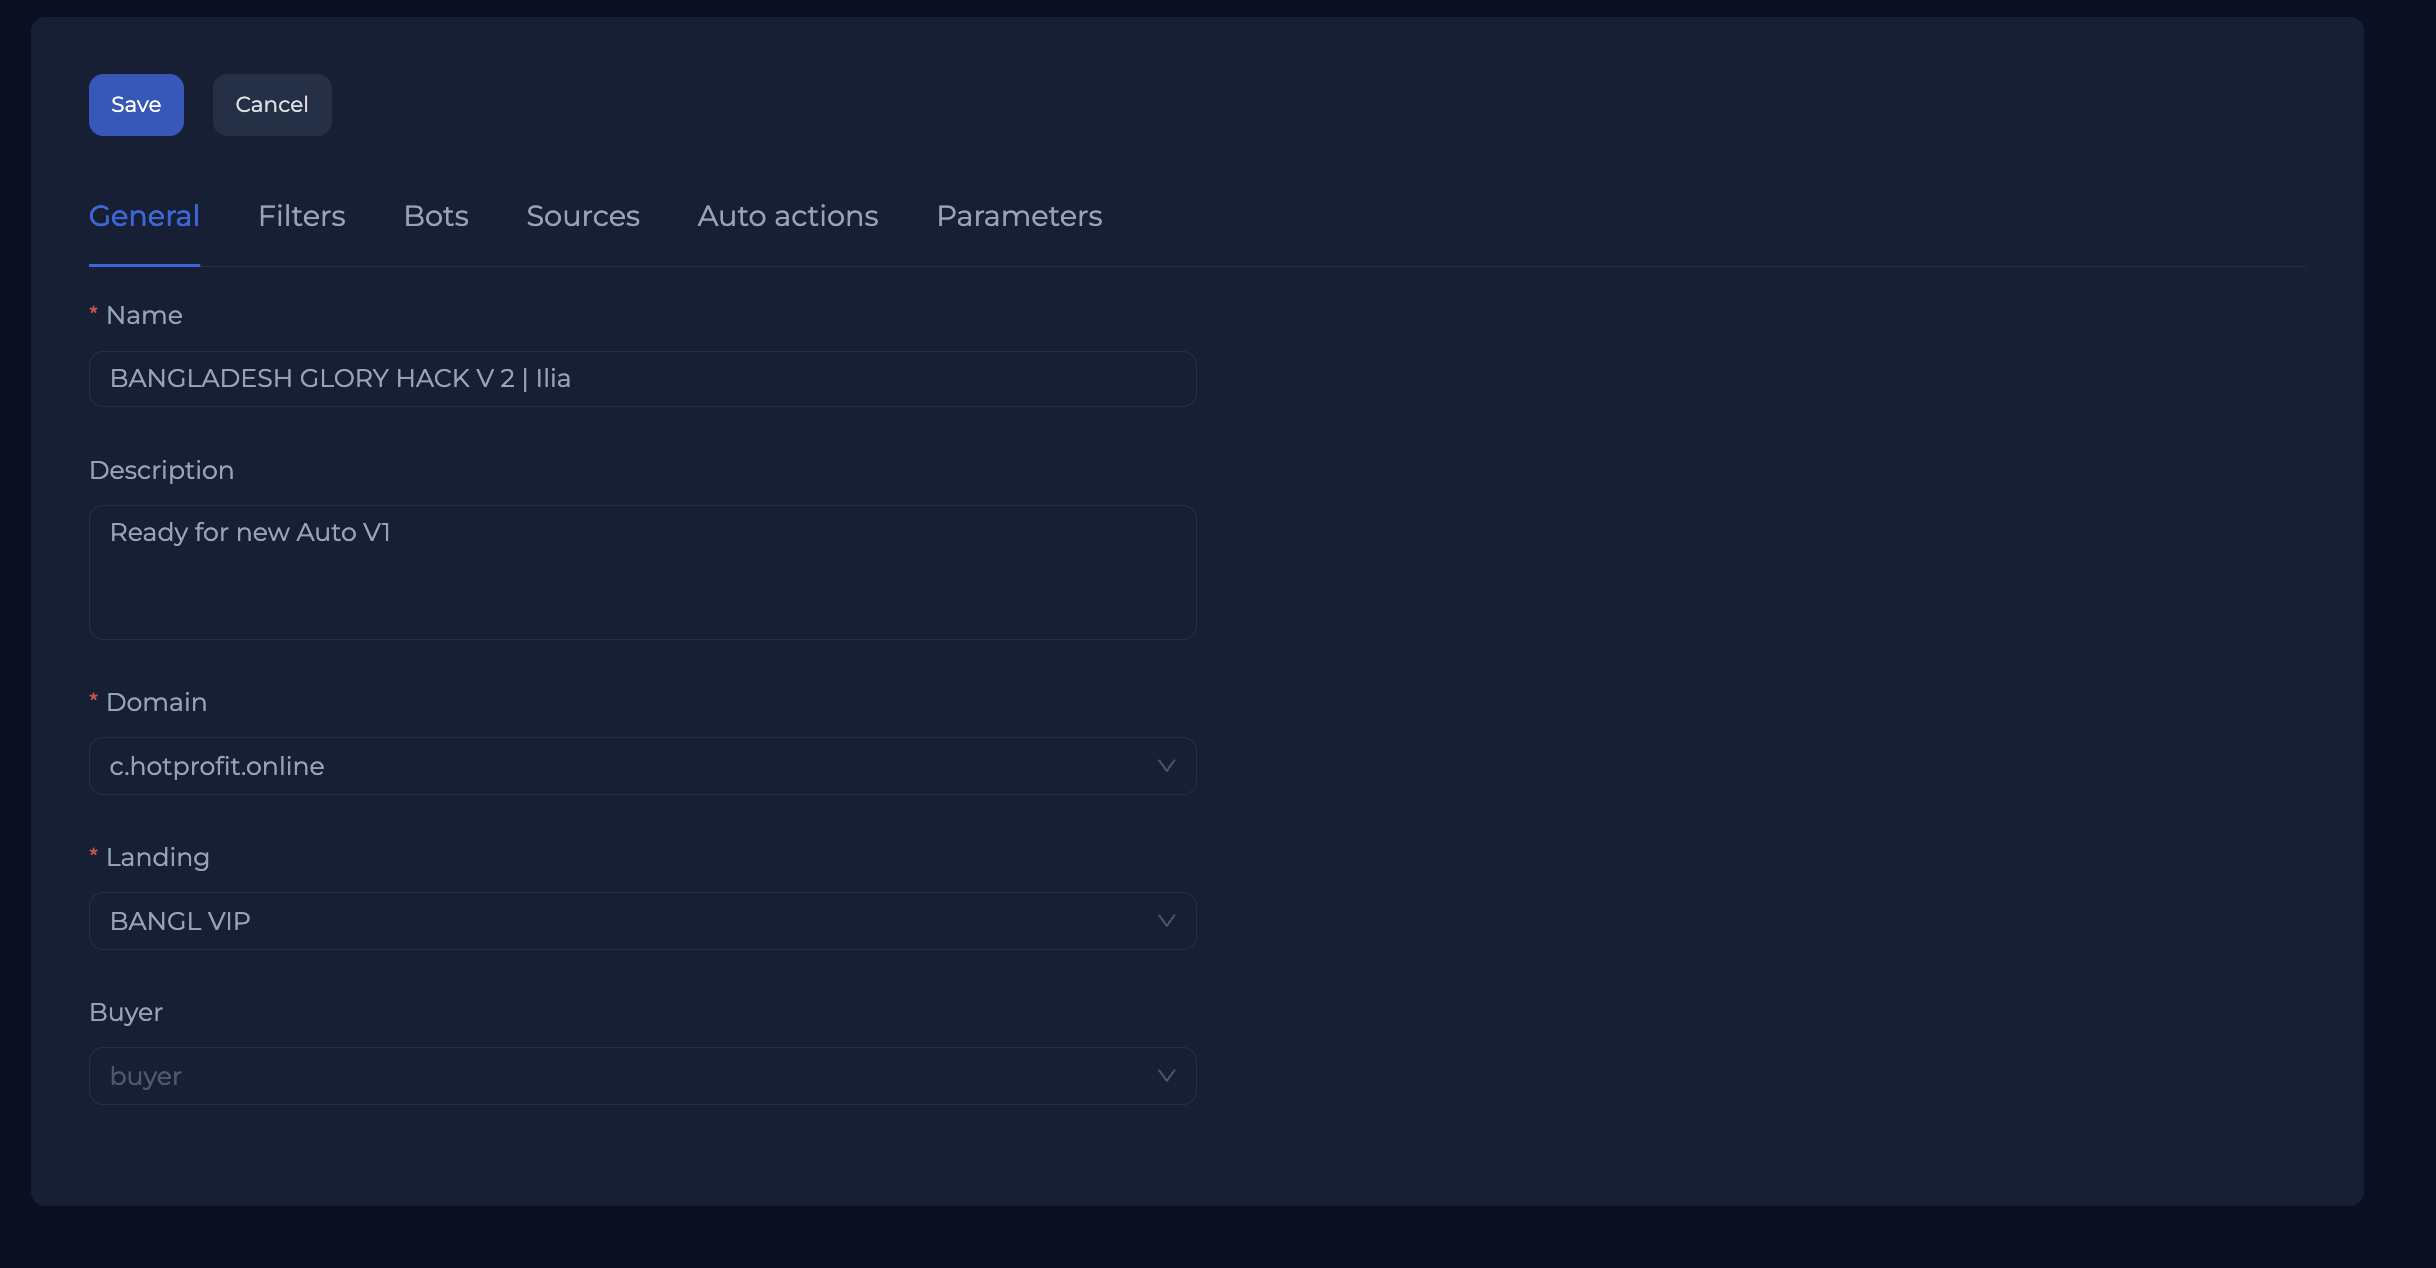 Save Cancel
General Filters Bots Sources Auto actions Parameters
* Name
BANGLADESH GLORY HACK V 2 | Ilia
Description
Ready for new Auto V1
* Domain
c.hotprofit.online
* Landing
BANGL VIP
Buyer
buyer